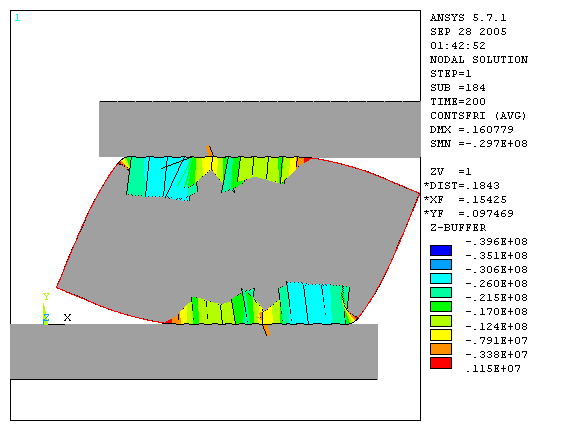 1
ANSYS 5.7.1
SEP 28 2005
01:42:52
NODAL SOLUTION
STEP=1
SUB =184
TIME=200
CONTSFRI (AVG)
DMX =.160779
SMN =-.297E+08
ZV =1
*DIST=.1843
*XF =.15425
*YF =.097469
Z-BUFFER
-.396E+08
-.351E+08
-.306E+08
-.260E+08
-.215E+08
-.170E+08
-.124E+08
-.791E+07
-.338E+07
.115E+07
Y
Z X